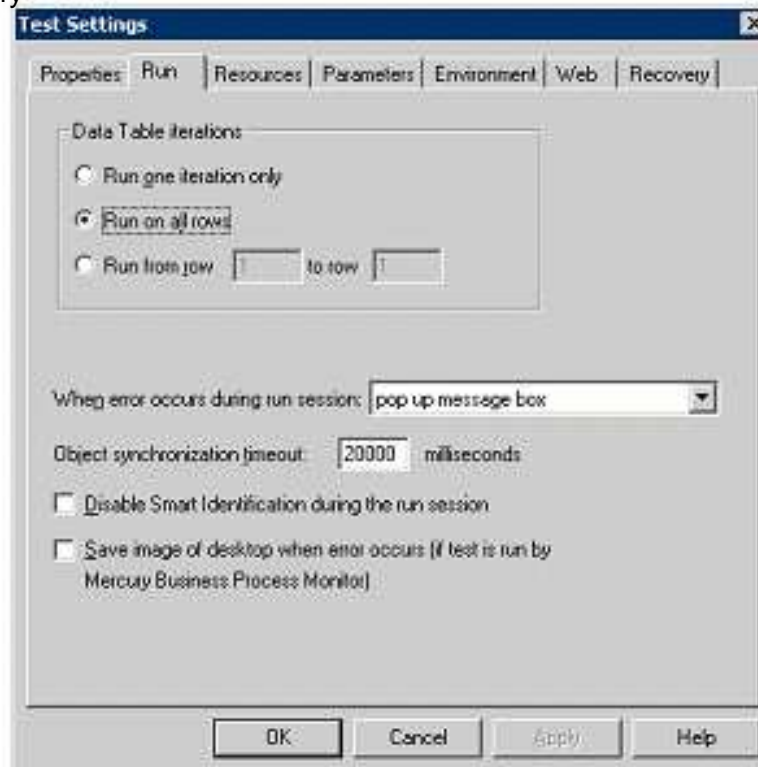 Test Settings
Properties Run Resources Parameters Environment Web Recovery
Data Table iterations
Run one iteration only
Run on all rows
Run from row 1 to row 1
When error occurs during run session: pop up message box
Object synchronization timeout: 20000 milliseconds
Disable Smart Identification during the run session
Save image of desktop when error occurs (if test is run by
Mercury Business Process Monitor)
OK Cancel Apply Help